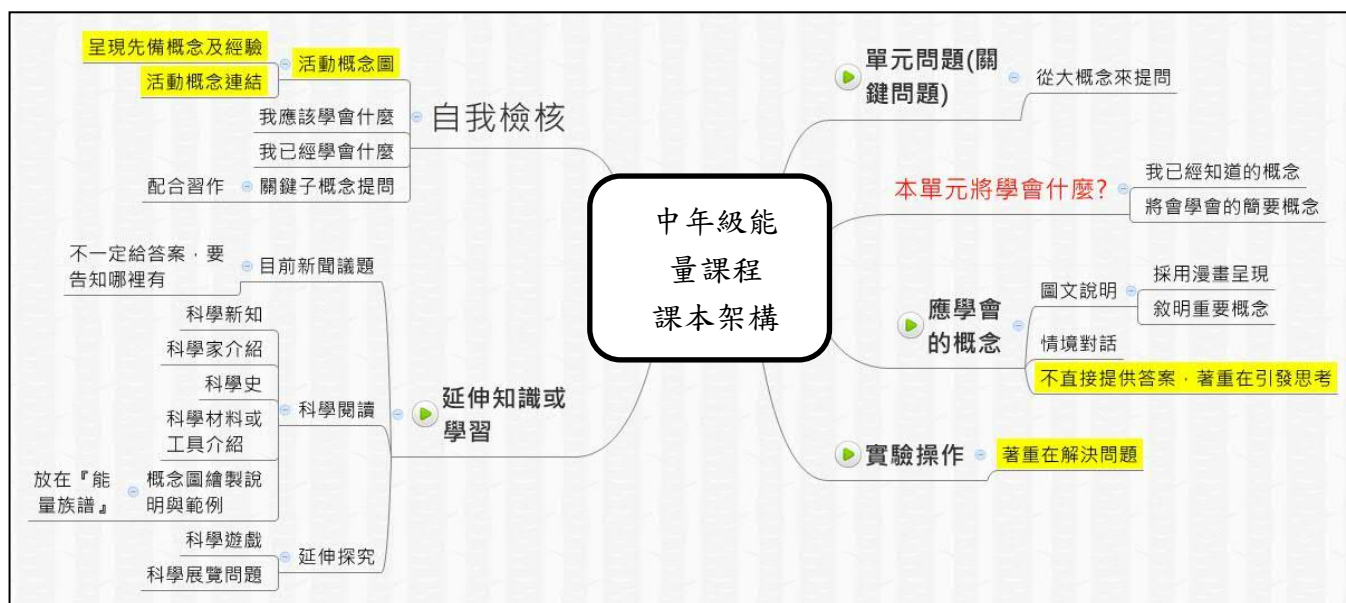 呈現先備概念及經驗
活動概念連結
活動概念圖
我應該學會什麼
我已經學會什麼
配合習作
關鍵子概念提問
自我檢核
不一定給答案，要
告知哪裡有
目前新聞議題
科學新知
科學家介紹
科學史
科學材料或
工具介紹
放在『能
量族譜』
概念圖繪製說
明與範例
科學閱讀
科學遊戲
科學展覽問題
延伸探究
延伸知識或
學習
中年級能
量課程
課本架構
單元問題(關
鍵問題)
從大概念來提問
本單元將學會什麼?
我已經知道的概念
將會學會的簡要概念
應學會
的概念
圖文說明
採用漫畫呈現
敘明重要概念
情境對話
不直接提供答案，著重在引發思考
實驗操作
著重在解決問題